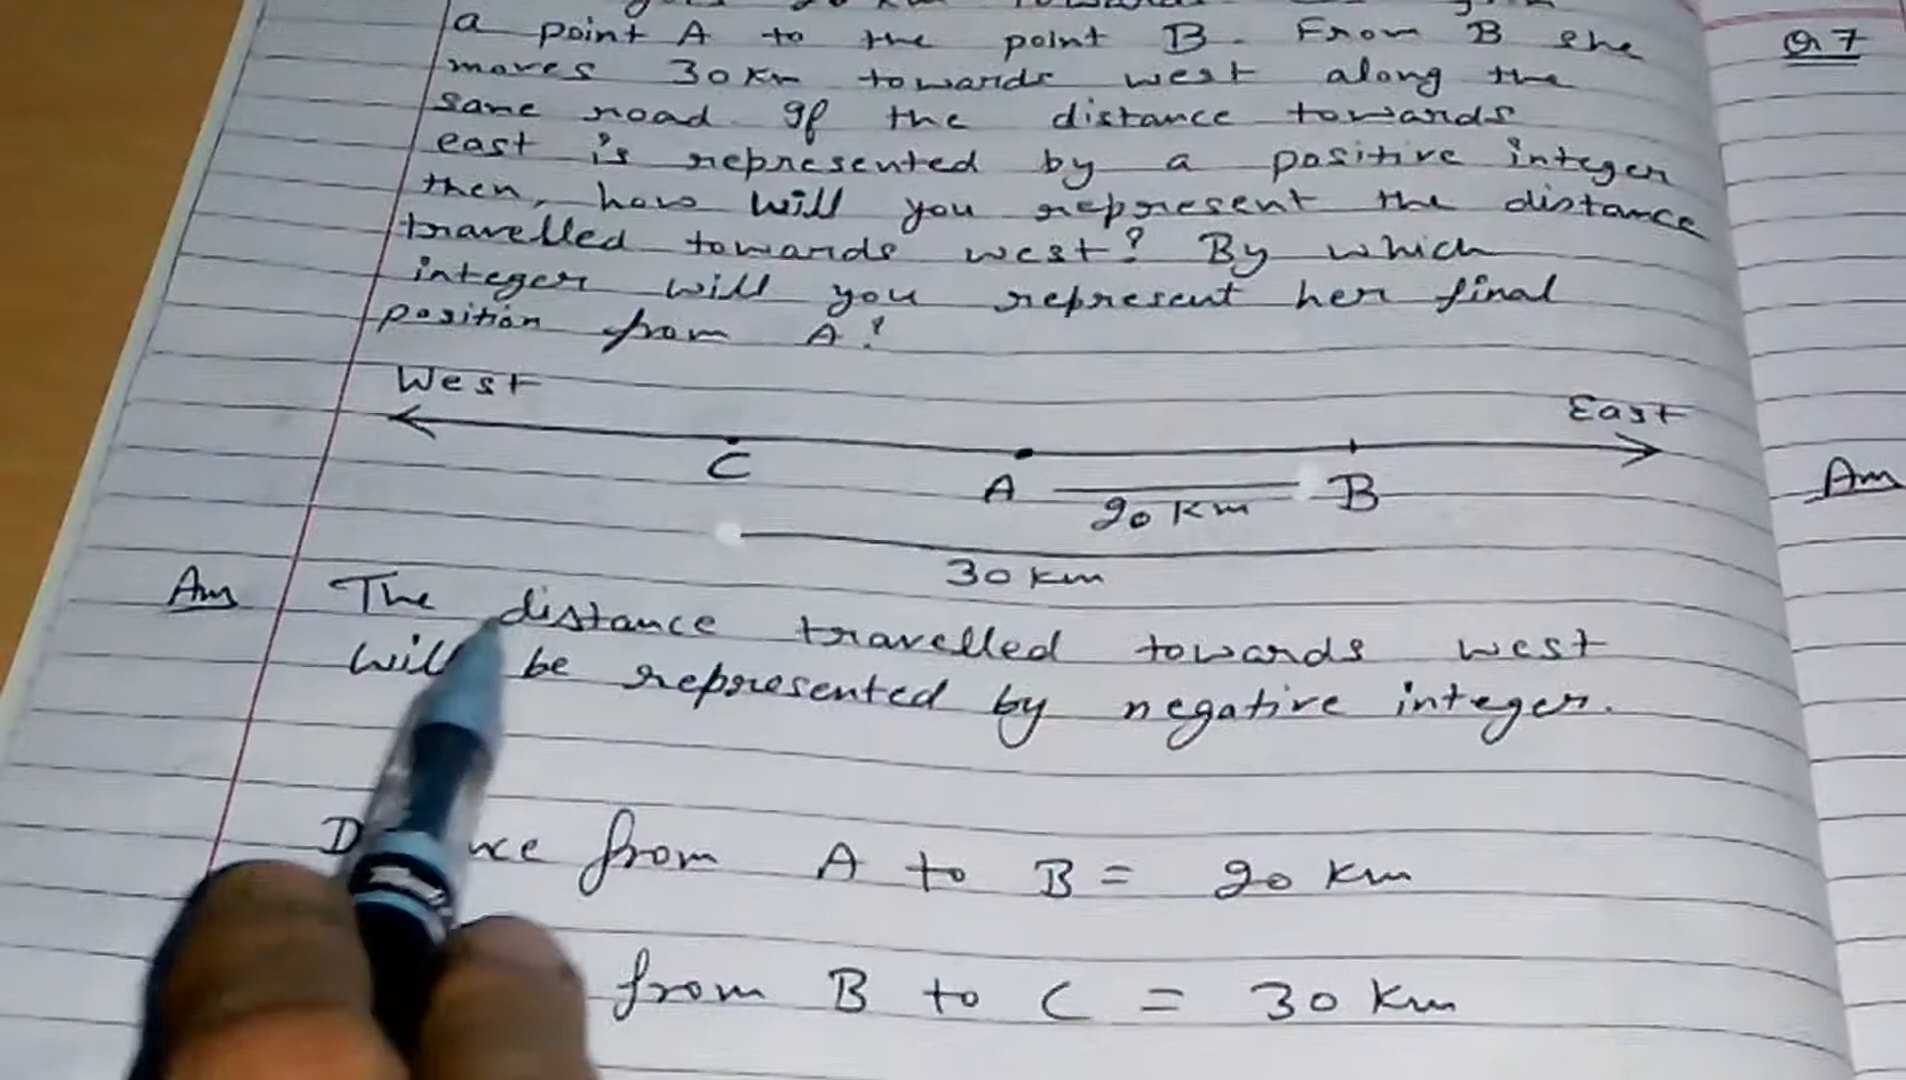 a point A to the point B. From B she
moves 30 Km towards west along the
same road. If the distance towards
east is represented by a positive integer
then, how will you represent the distance
travelled towards west? By which
integer will you represent her final
position from A?
West
East
C
A
B
20 Km
30 Km
Ans The distance travelled towards west
will be represented by negative integer.
from A to B = 20 Km
from B to C = 30 Km
Q 7
Ans